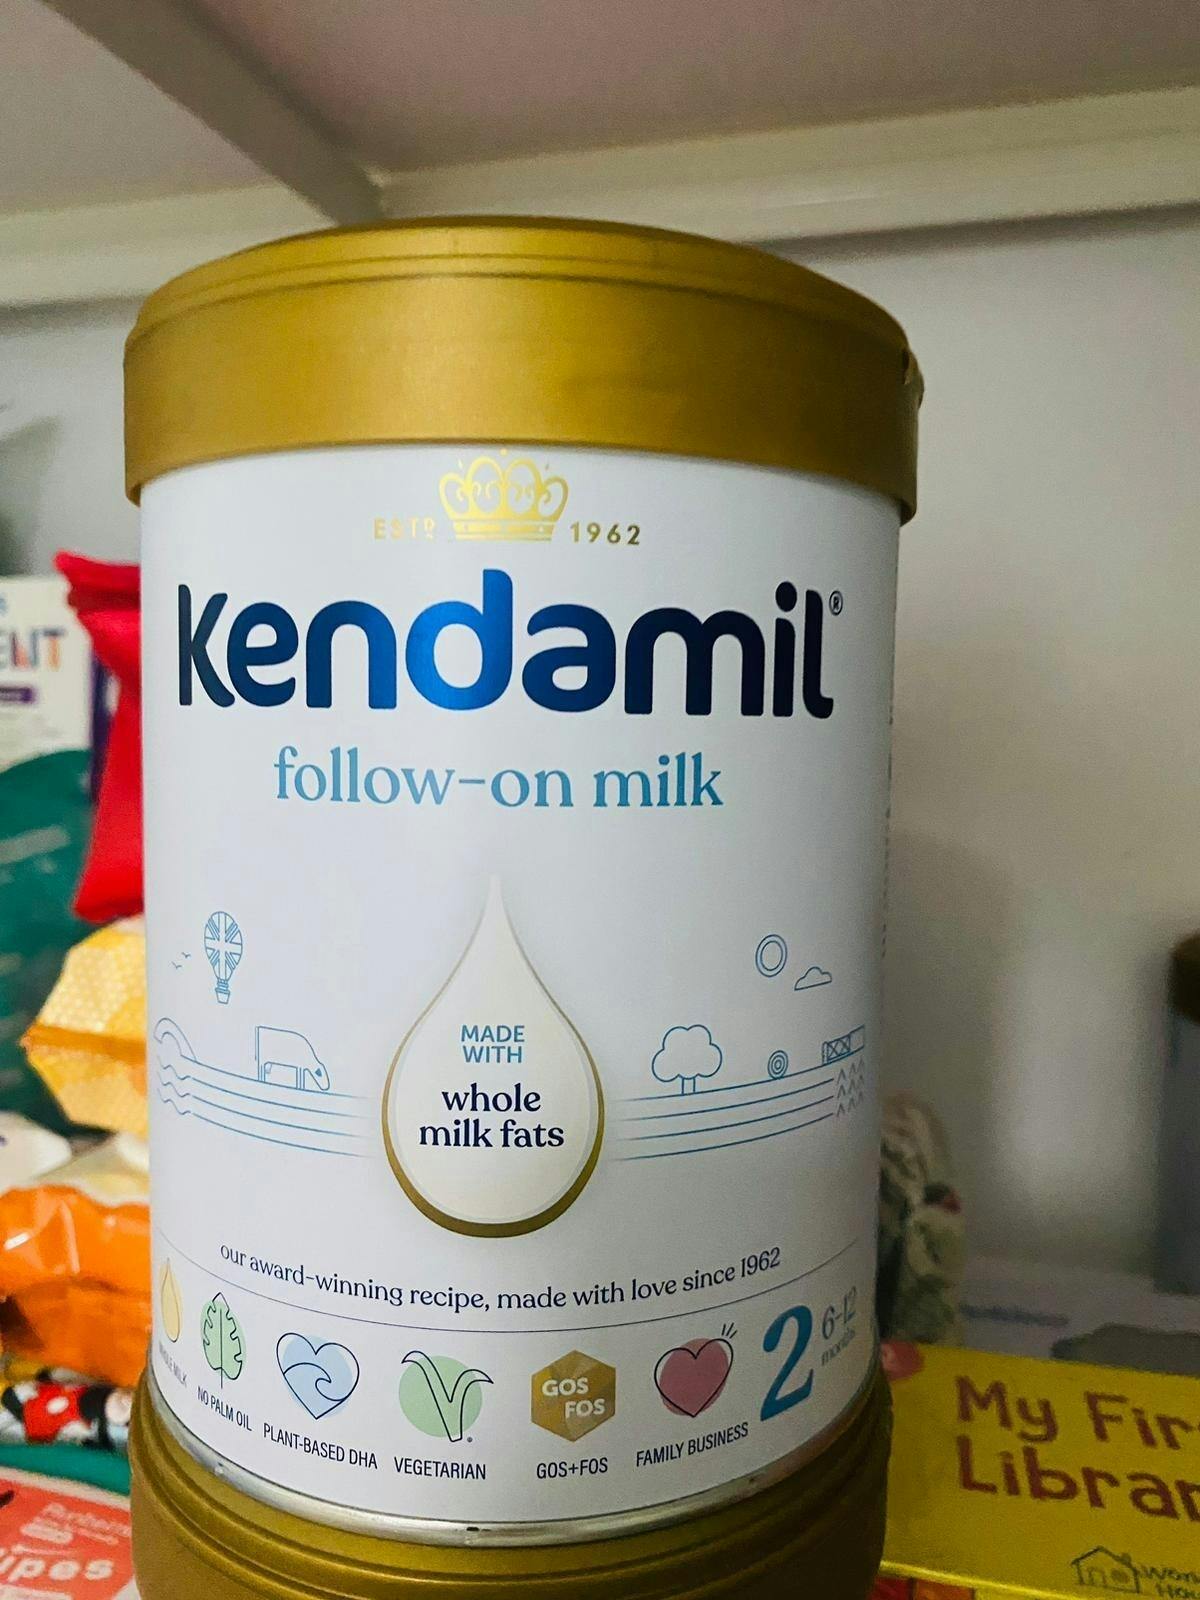 ESTD 1962
kendamil®
follow-on milk
MADE
WITH
whole
milk fats
our award-winning recipe, made with love since 1962
NO PALM OIL
PLANT-BASED DHA
VEGETARIAN
GOS
FOS
GOS+FOS
FAMILY BUSINESS
2
6-12
months
My
Library